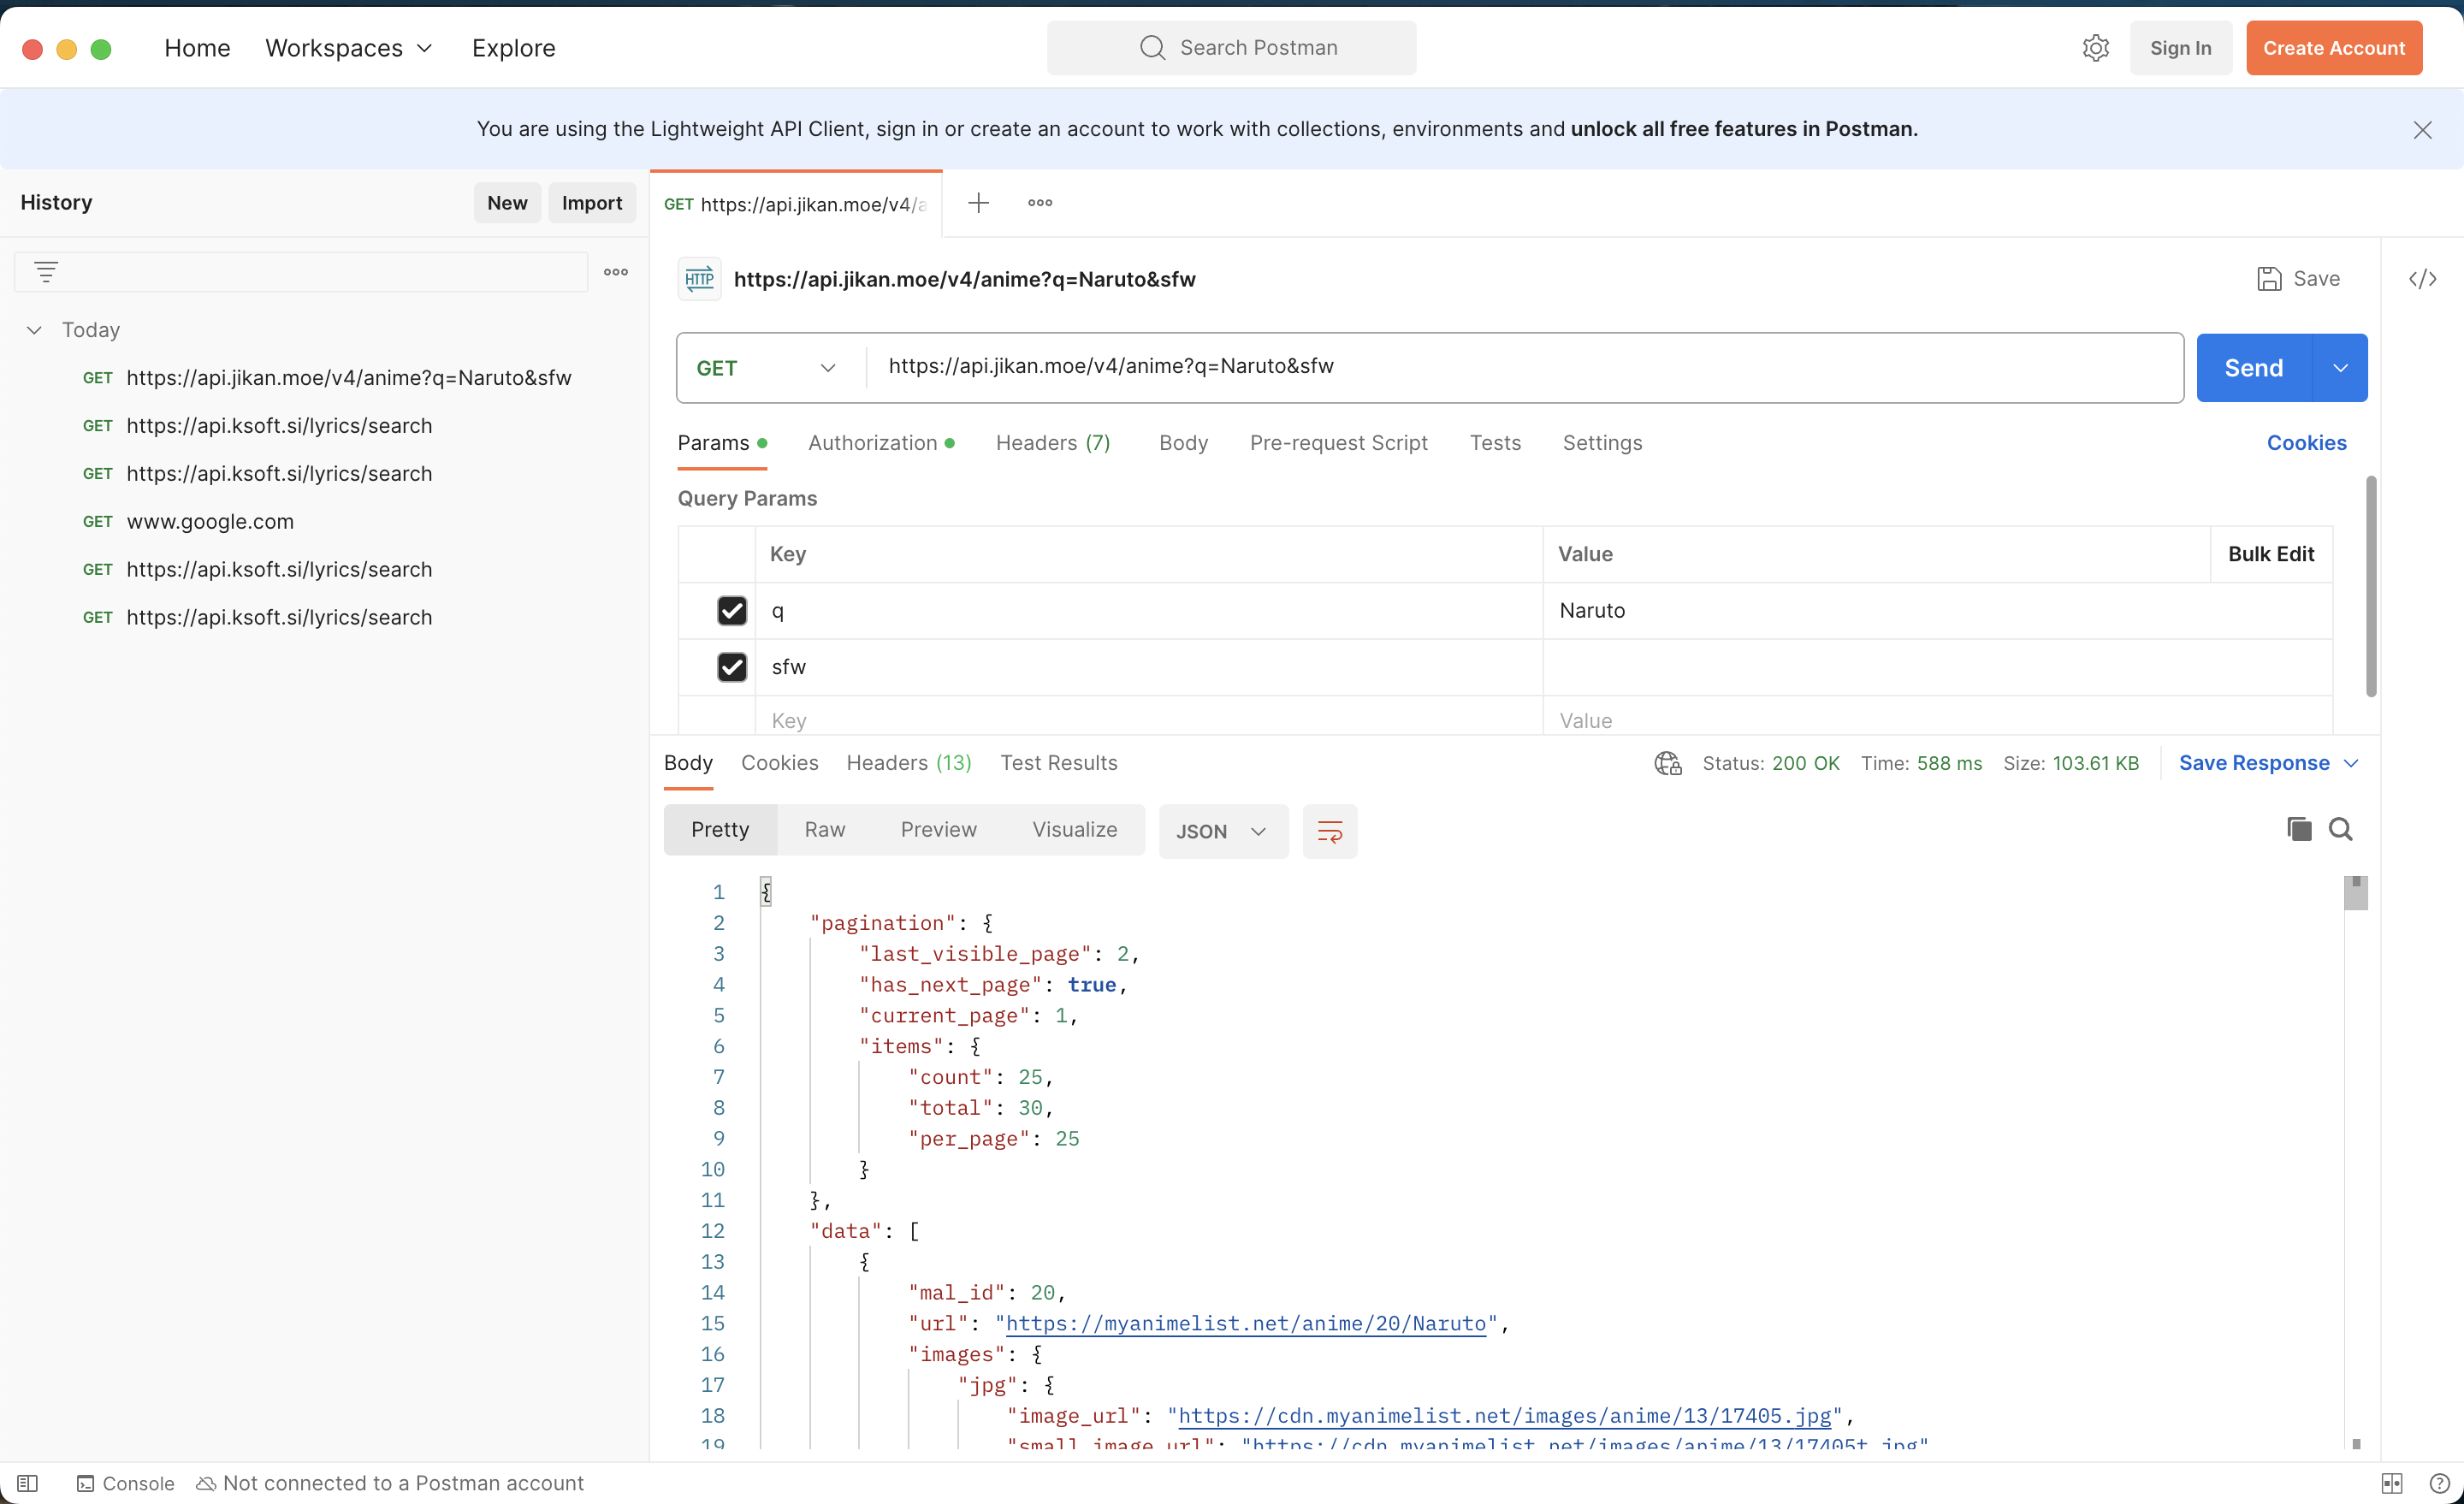 Home Workspaces Explore Search Postman Sign In Create Account
You are using the Lightweight API Client, sign in or create an account to work with collections, environments and unlock all free features in Postman.
History New Import
Today
GET https://api.jikan.moe/v4/anime?q=Naruto&sfw
GET https://api.ksoft.si/lyrics/search
GET https://api.ksoft.si/lyrics/search
GET www.google.com
GET https://api.ksoft.si/lyrics/search
GET https://api.ksoft.si/lyrics/search
GET https://api.jikan.moe/v4/a
HTTP https://api.jikan.moe/v4/anime?q=Naruto&sfw Save
GET https://api.jikan.moe/v4/anime?q=Naruto&sfw Send
Params Authorization Headers (7) Body Pre-request Script Tests Settings Cookies
Query Params
Key Value Bulk Edit
q Naruto
sfw
Key Value
Body Cookies Headers (13) Test Results Status: 200 OK Time: 588 ms Size: 103.61 KB Save Response
Pretty Raw Preview Visualize JSON
1 {
2 "pagination": {
3 "last_visible_page": 2,
4 "has_next_page": true,
5 "current_page": 1,
6 "items": {
7 "count": 25,
8 "total": 30,
9 "per_page": 25
10 }
11 },
12 "data": [
13 {
14 "mal_id": 20,
15 "url": "https://myanimelist.net/anime/20/Naruto",
16 "images": {
17 "jpg": {
18 "image_url": "https://cdn.myanimelist.net/images/anime/13/17405.jpg",
19 "small_image_url": "https://cdn.myanimelist.net/images/anime/13/17405t.jpg"
Console Not connected to a Postman account